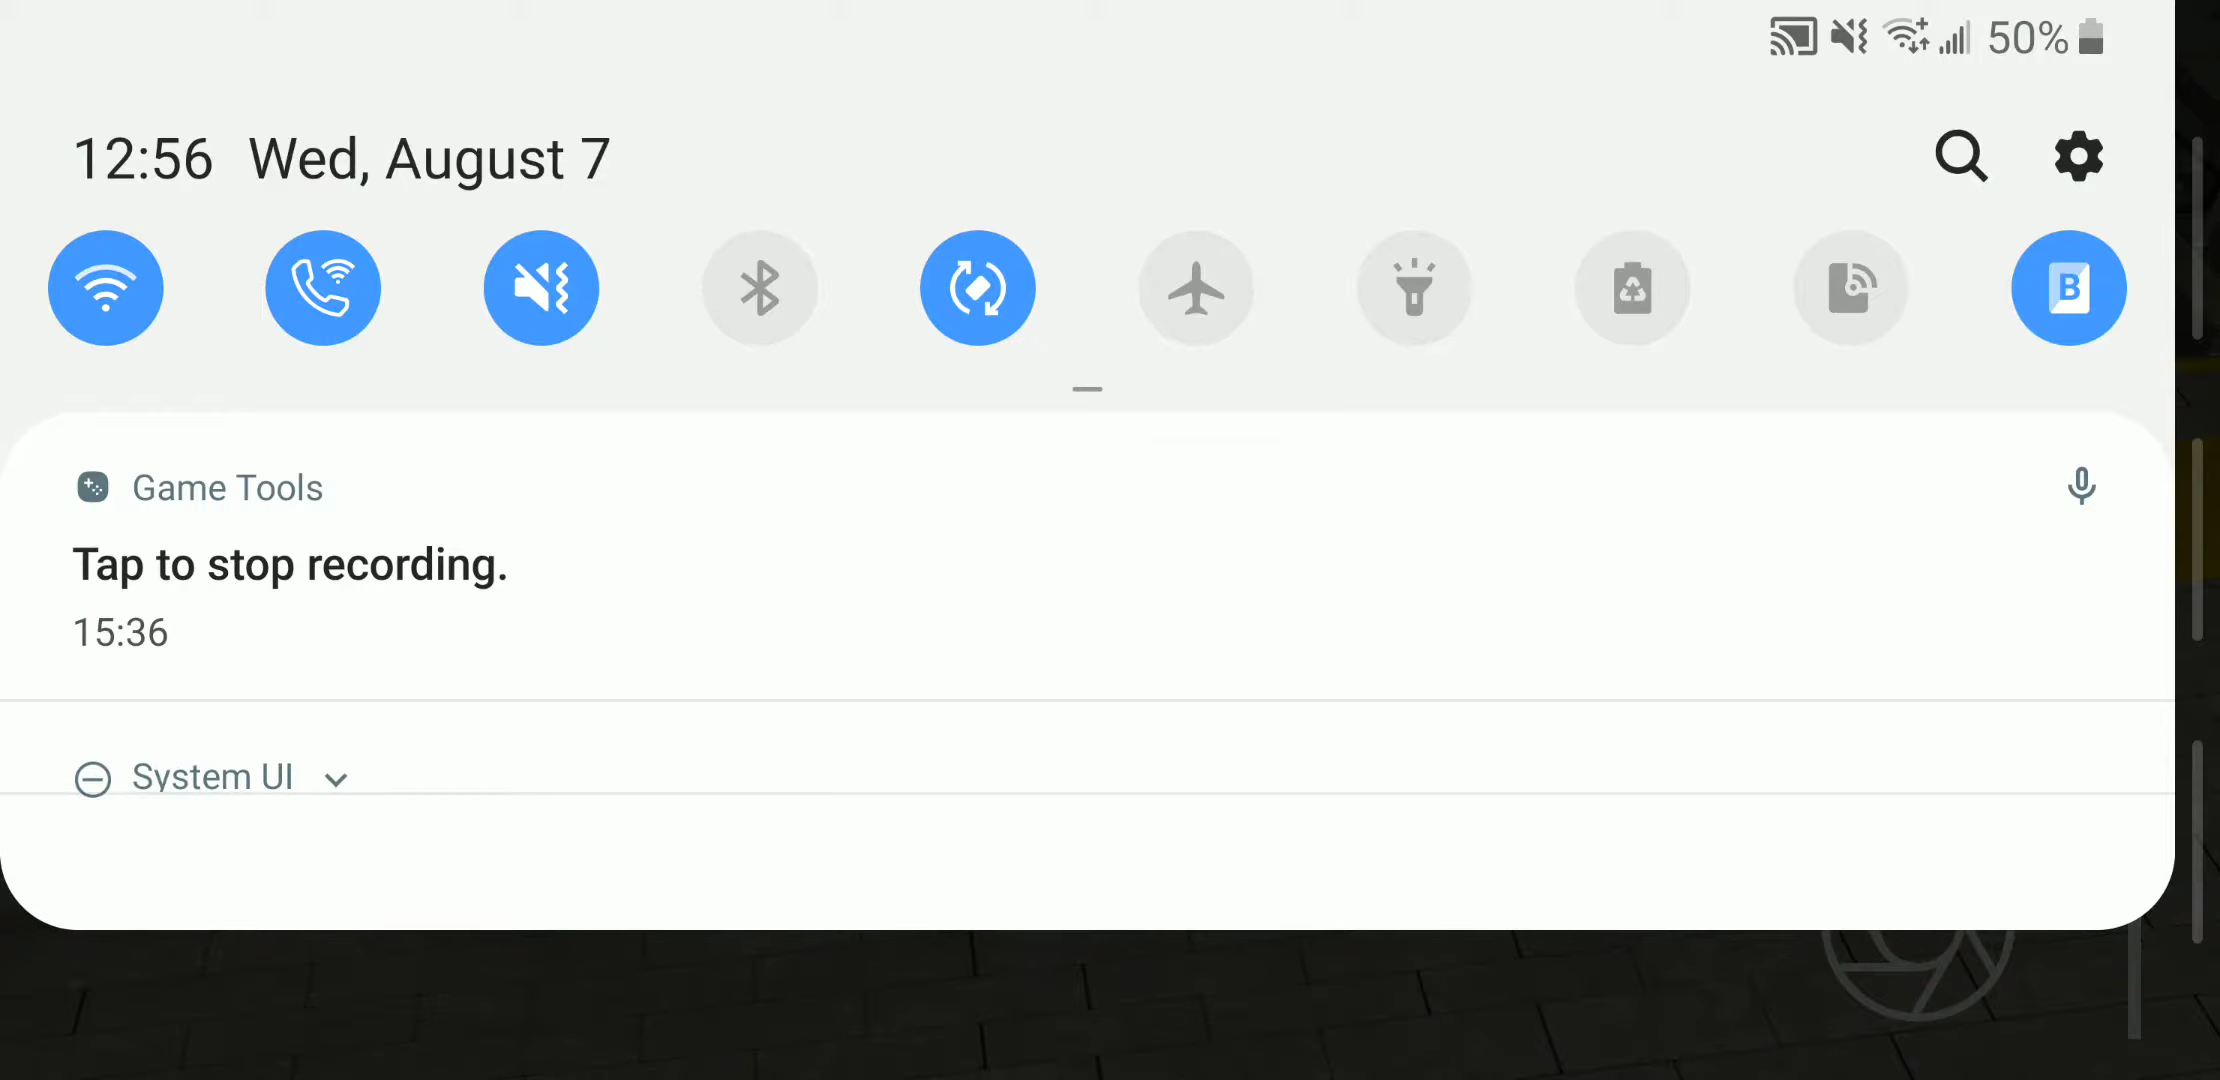 50%
12:56 Wed, August 7
B
Game Tools
Tap to stop recording.
15:36
System UI